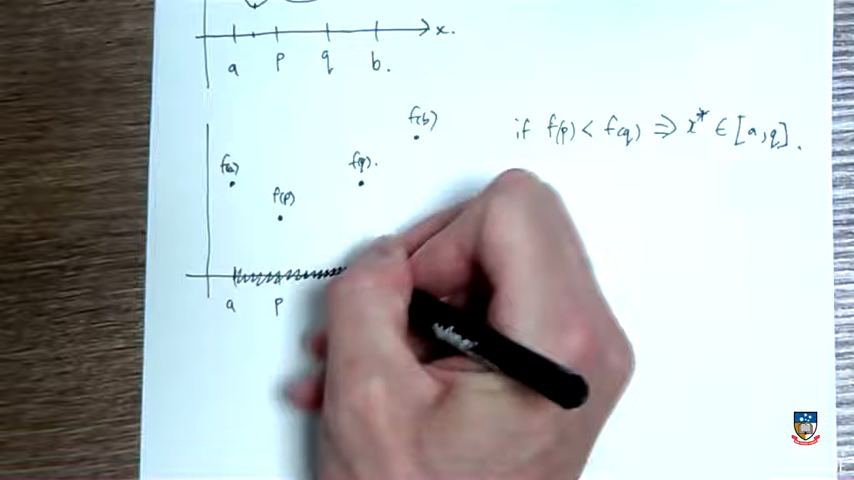 x.
a p q b.
f(b)
if f(p) < f(q) ⇒ x* ∈ [a,q].
f(a) f(p) f(q).
a p